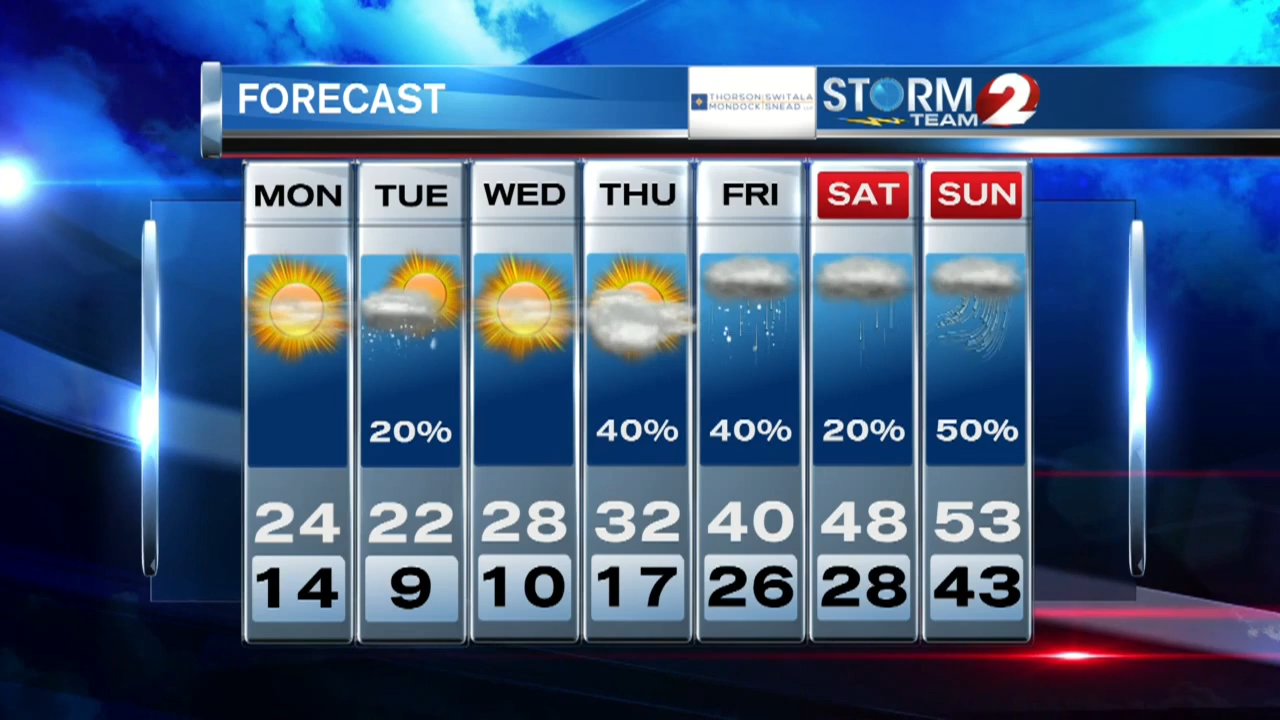 FORECAST
THORSON SWITALA
MONDOCK SNEAD LLP
STORM
TEAM 2
MON TUE WED THU FRI SAT SUN
20% 40% 40% 20% 50%
24 22 28 32 40 48 53
14 9 10 17 26 28 43